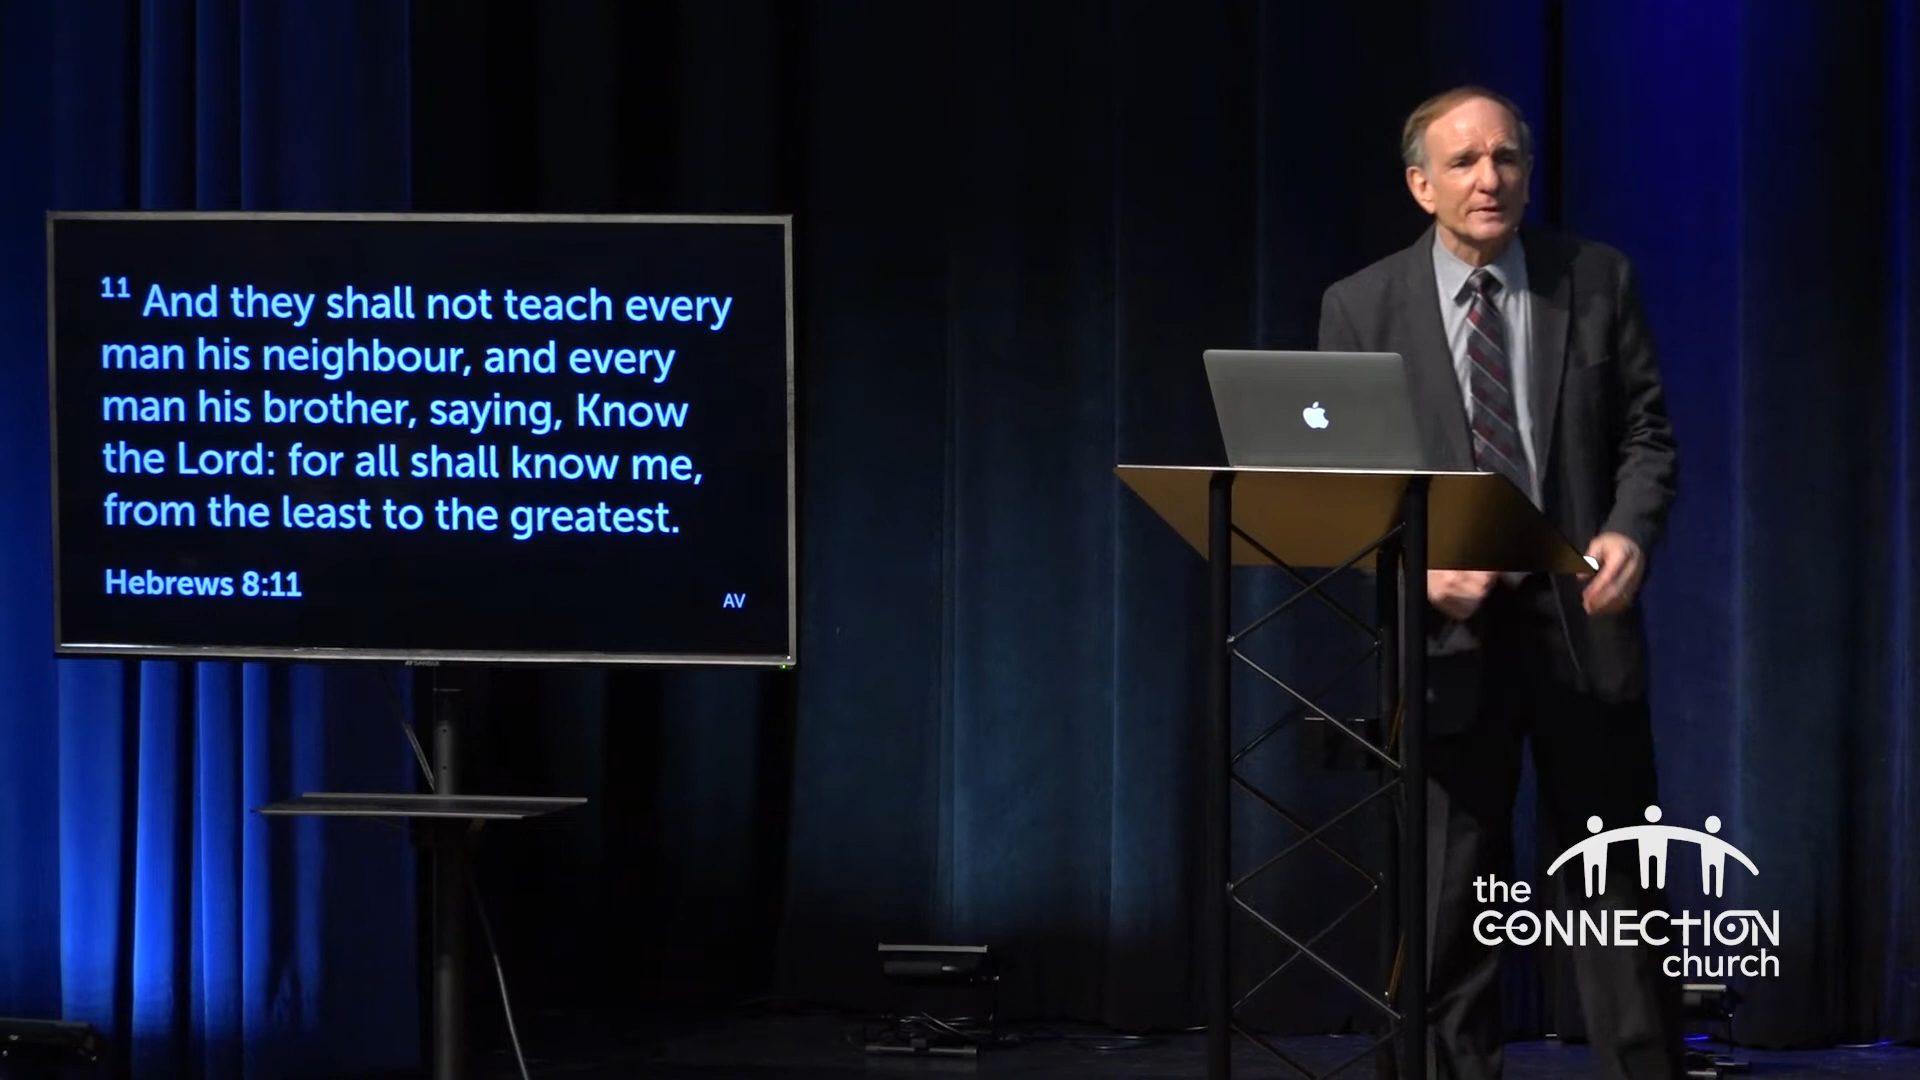 11 And they shall not teach every
man his neighbour, and every
man his brother, saying, Know
the Lord: for all shall know me,
from the least to the greatest.
Hebrews 8:11
AV
the
CONNECTION
church